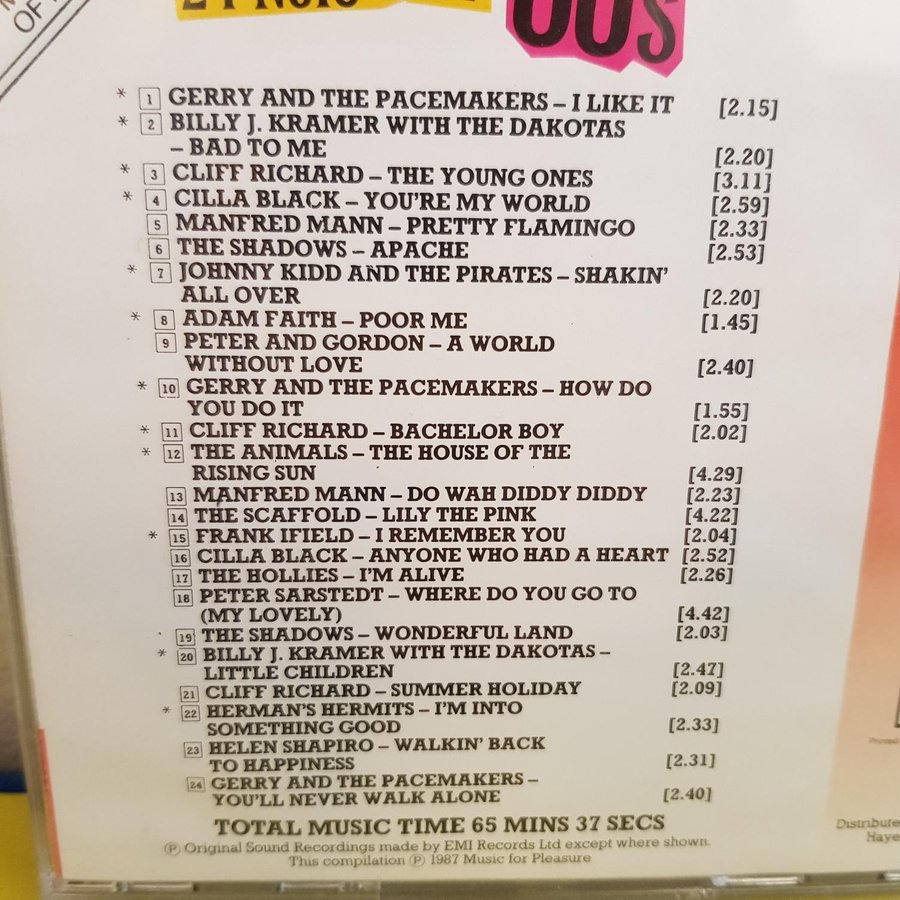 60s
* 1 GERRY AND THE PACEMAKERS – I LIKE IT [2.15]
* 2 BILLY J. KRAMER WITH THE DAKOTAS
– BAD TO ME [2.20]
* 3 CLIFF RICHARD – THE YOUNG ONES [3.11]
* 4 CILLA BLACK – YOU'RE MY WORLD [2.59]
5 MANFRED MANN – PRETTY FLAMINGO [2.33]
6 THE SHADOWS – APACHE [2.53]
* 7 JOHNNY KIDD AND THE PIRATES – SHAKIN'
ALL OVER [2.20]
* 8 ADAM FAITH – POOR ME [1.45]
9 PETER AND GORDON – A WORLD
WITHOUT LOVE [2.40]
* 10 GERRY AND THE PACEMAKERS – HOW DO
YOU DO IT [1.55]
* 11 CLIFF RICHARD – BACHELOR BOY [2.02]
* 12 THE ANIMALS – THE HOUSE OF THE
RISING SUN [4.29]
13 MANFRED MANN – DO WAH DIDDY DIDDY [2.23]
14 THE SCAFFOLD – LILY THE PINK [4.22]
* 15 FRANK IFIELD – I REMEMBER YOU [2.04]
16 CILLA BLACK – ANYONE WHO HAD A HEART [2.52]
17 THE HOLLIES – I'M ALIVE [2.26]
18 PETER SARSTEDT – WHERE DO YOU GO TO
(MY LOVELY) [4.42]
19 THE SHADOWS – WONDERFUL LAND [2.03]
* 20 BILLY J. KRAMER WITH THE DAKOTAS –
LITTLE CHILDREN [2.47]
21 CLIFF RICHARD – SUMMER HOLIDAY [2.09]
* 22 HERMAN'S HERMITS – I'M INTO
SOMETHING GOOD [2.33]
23 HELEN SHAPIRO – WALKIN' BACK
TO HAPPINESS [2.31]
24 GERRY AND THE PACEMAKERS –
YOU'LL NEVER WALK ALONE [2.40]
TOTAL MUSIC TIME 65 MINS 37 SECS
Ⓟ Original Sound Recordings made by EMI Records Ltd except where shown.
This compilation Ⓟ 1987 Music for Pleasure
Distribute
Haye